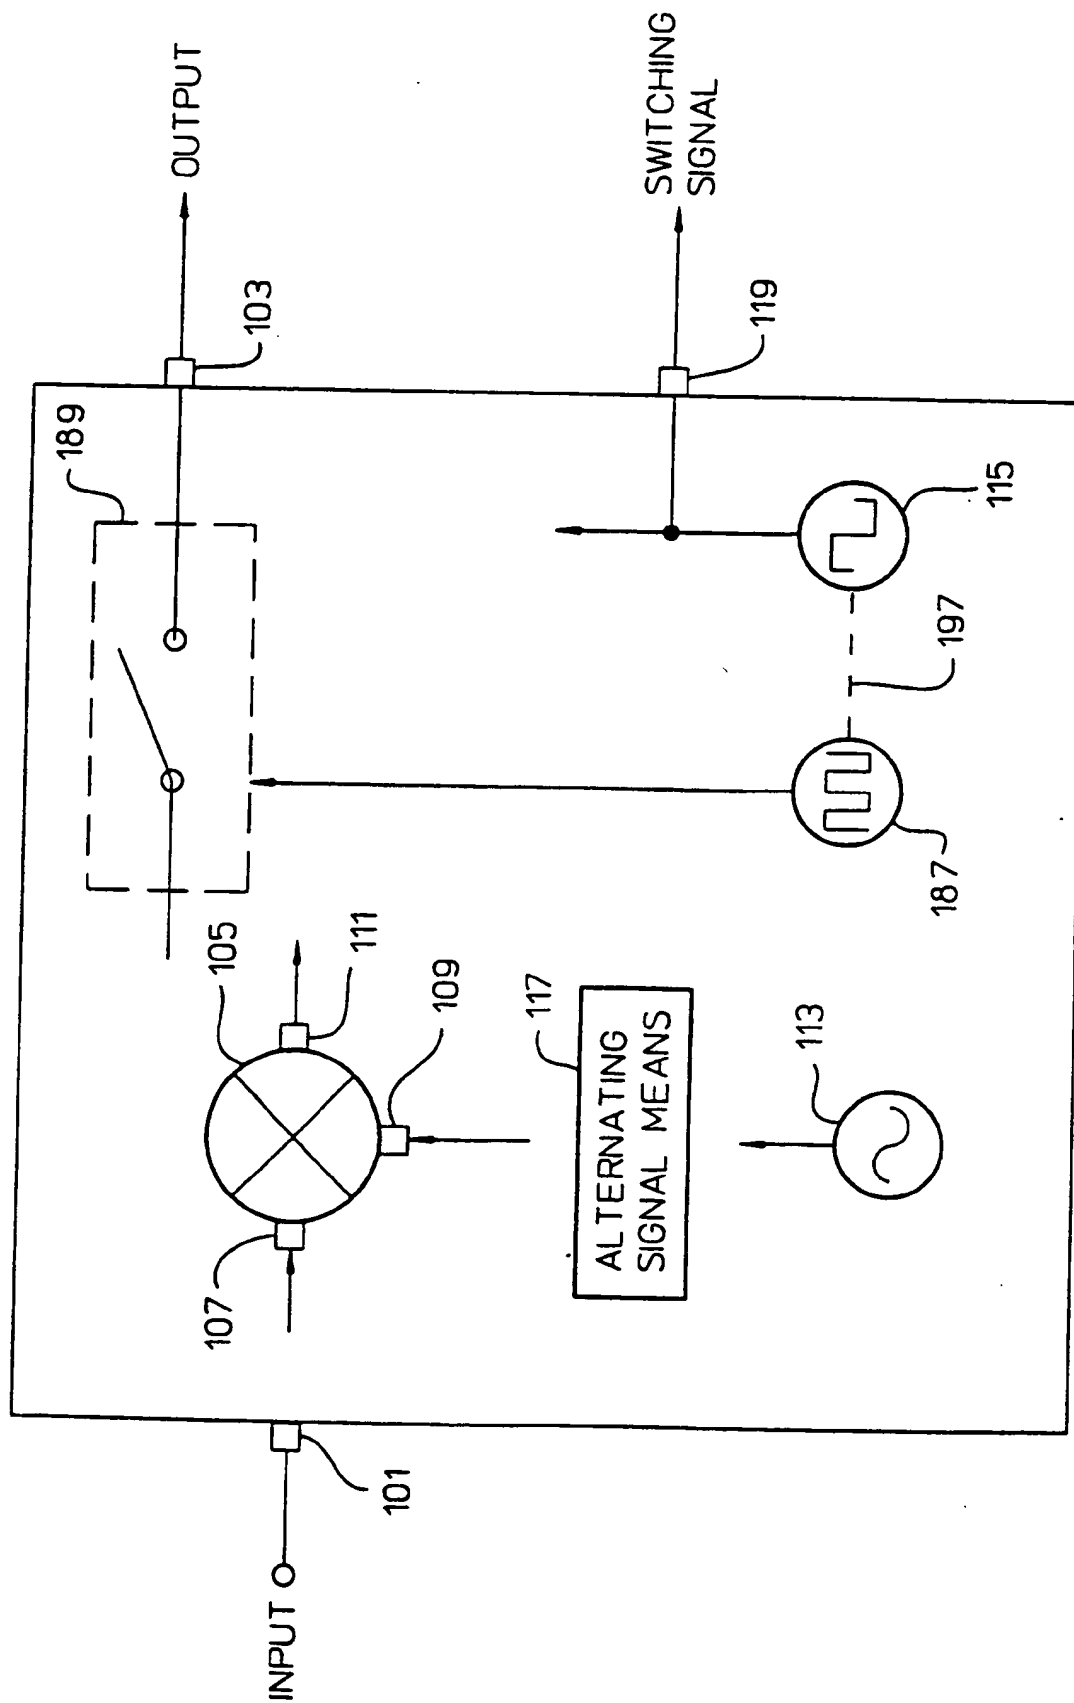 INPUT
101
107
105
111
109
117
ALTERNATING
SIGNAL MEANS
113
189
187
197
115
103
OUTPUT
119
SWITCHING
SIGNAL